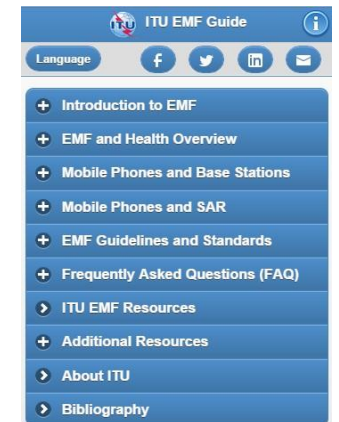 ITU EMF Guide
Language
Introduction to EMF
EMF and Health Overview
Mobile Phones and Base Stations
Mobile Phones and SAR
EMF Guidelines and Standards
Frequently Asked Questions (FAQ)
ITU EMF Resources
Additional Resources
About ITU
Bibliography